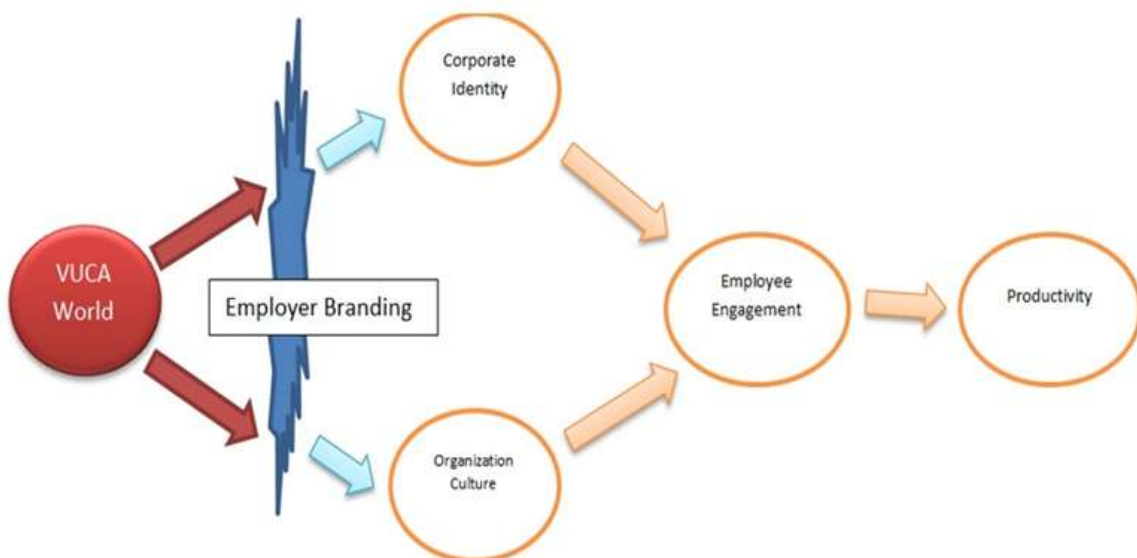 Corporate
Identity
VUCA
World
Employer Branding
Organization
Culture
Employee
Engagement
Productivity